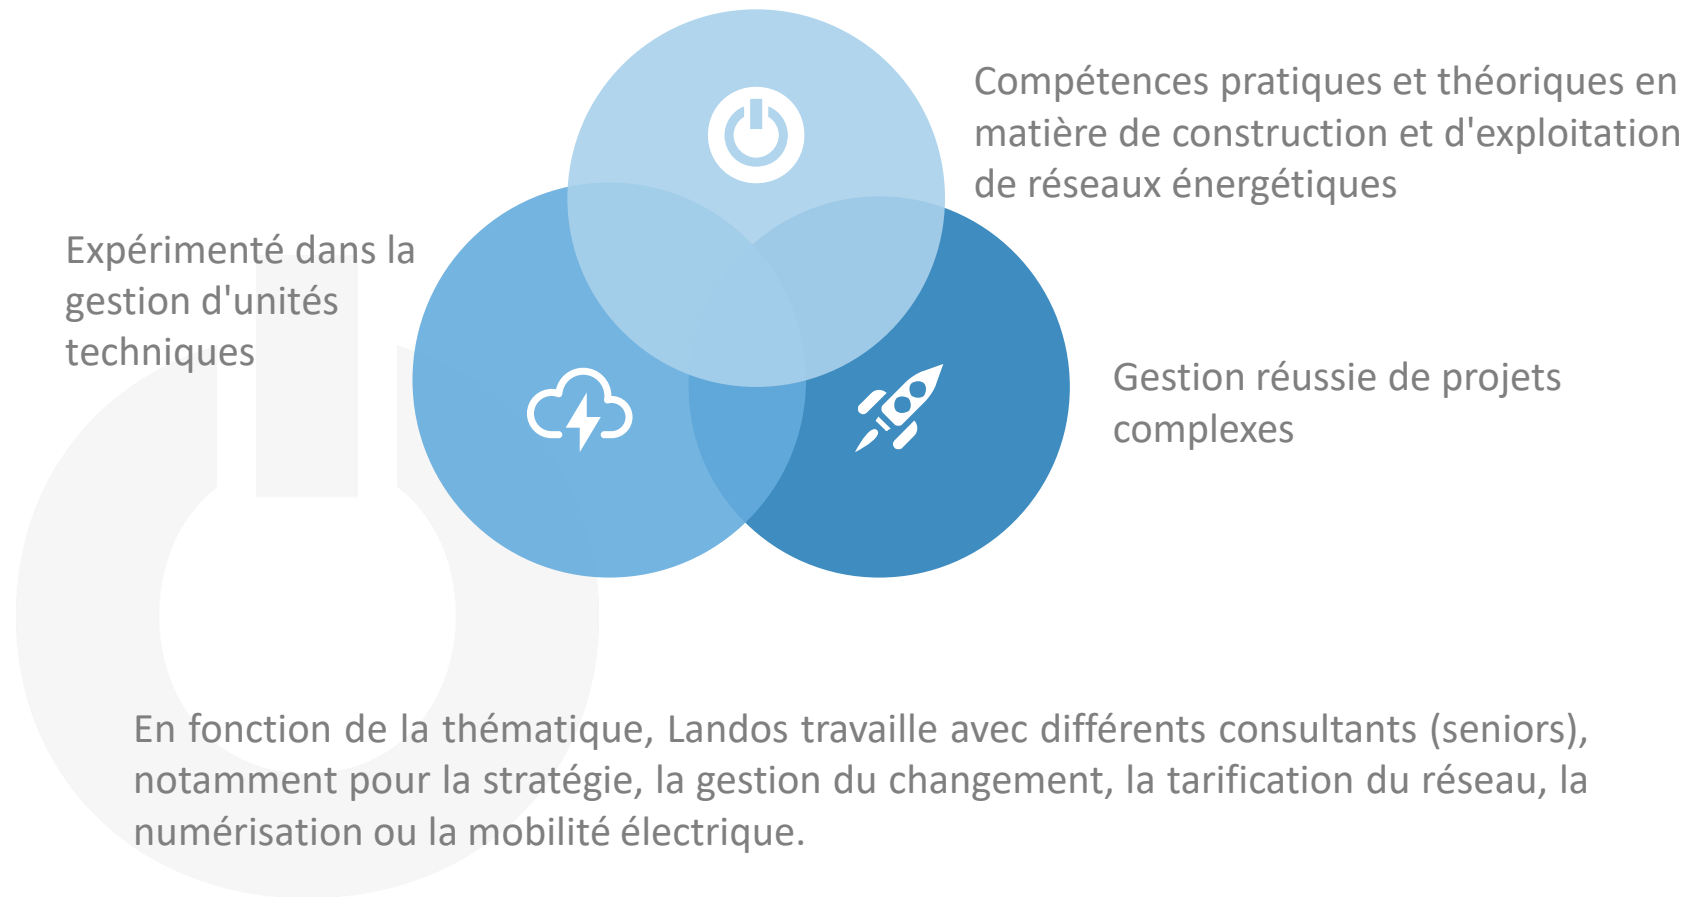 Compétences pratiques et théoriques en
matière de construction et d'exploitation
de réseaux énergétiques
Expérimenté dans la
gestion d'unités
techniques
Gestion réussie de projets
complexes
En fonction de la thématique, Landos travaille avec différents consultants (seniors),
notamment pour la stratégie, la gestion du changement, la tarification du réseau, la
numérisation ou la mobilité électrique.